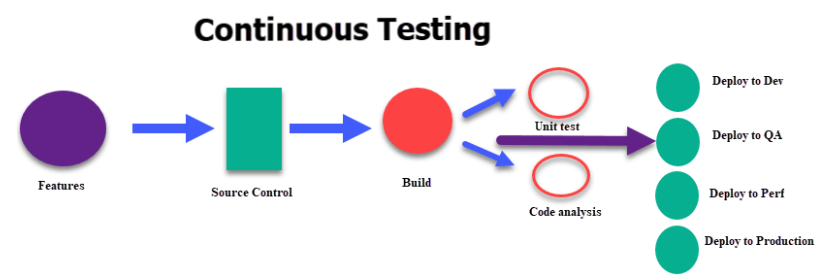 Continuous Testing
Features
Source Control
Build
Unit test
Code analysis
Deploy to Dev
Deploy to QA
Deploy to Perf
Deploy to Production